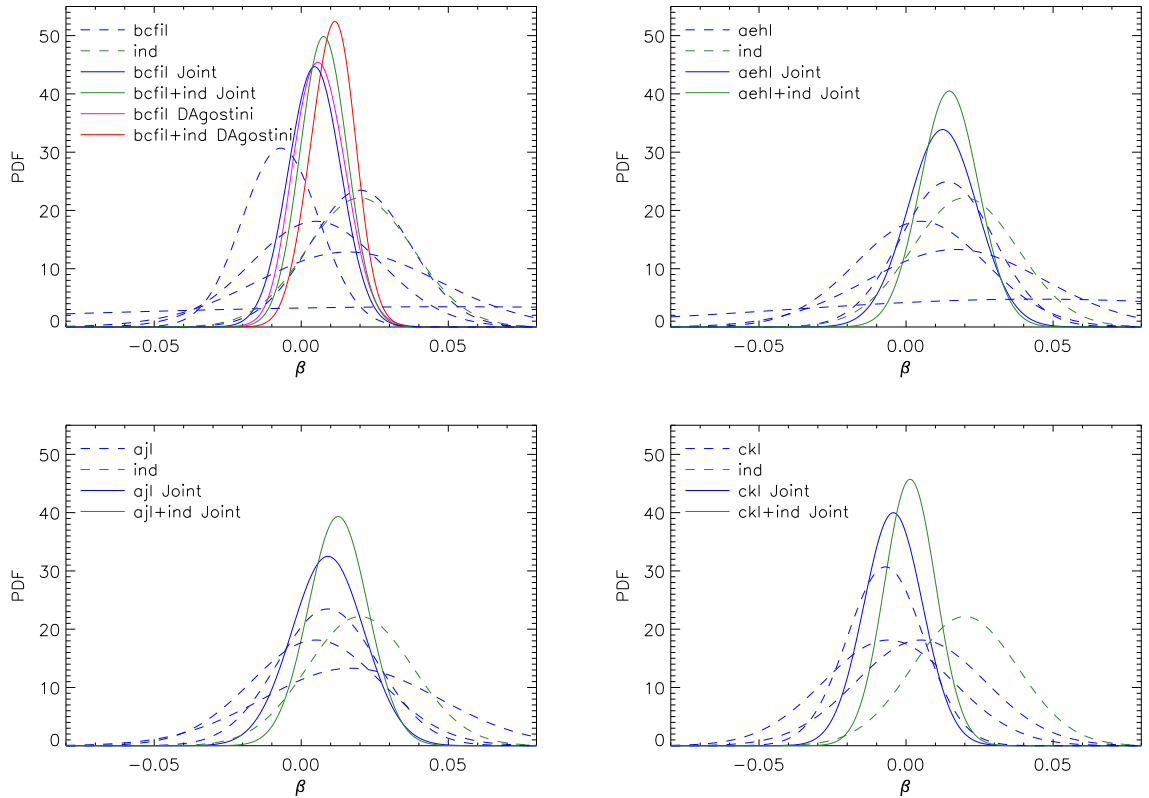 50
40
30
20
10
0
PDF
bcfil
ind
bcfil Joint
bcfil+ind Joint
bcfil DAgostini
bcfil+ind DAgostini
−0.05
0.00
0.05
β
50
40
30
20
10
0
PDF
aehl
ind
aehl Joint
aehl+ind Joint
−0.05
0.00
0.05
β
50
40
30
20
10
0
PDF
ajl
ind
ajl Joint
ajl+ind Joint
−0.05
0.00
0.05
β
50
40
30
20
10
0
PDF
ckl
ind
ckl Joint
ckl+ind Joint
−0.05
0.00
0.05
β